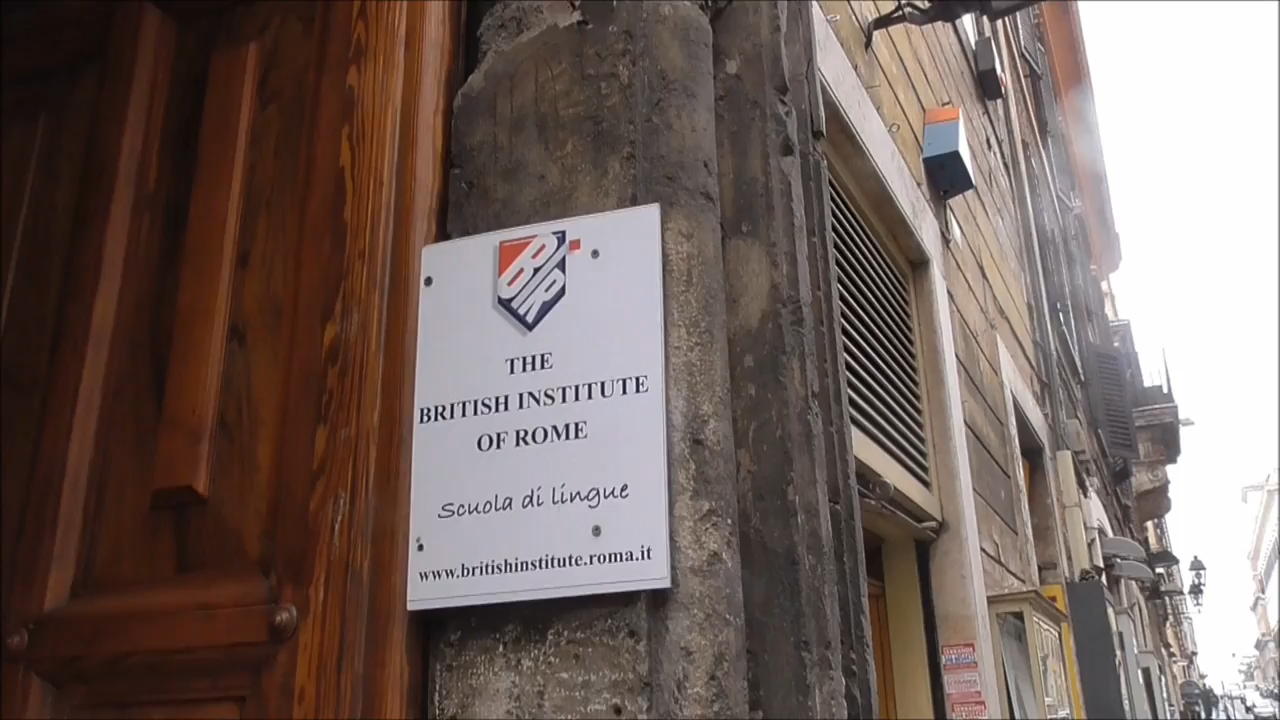 BIR
THE
BRITISH INSTITUTE
OF ROME
Scuola di lingue
www.britishinstitute.roma.it